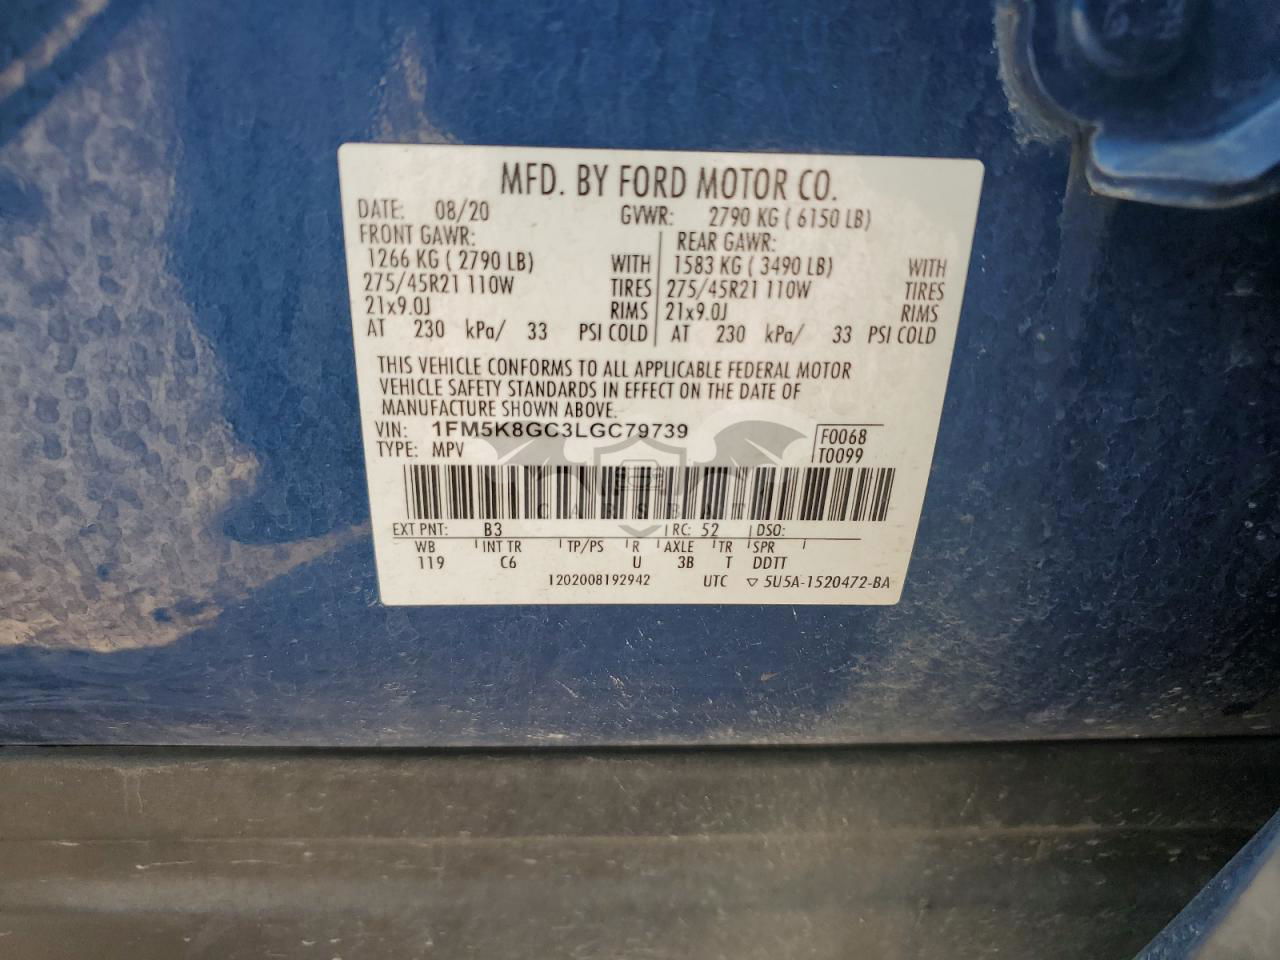 MFD. BY FORD MOTOR CO.
DATE: 08/20 GVWR: 2790 KG ( 6150 LB)
FRONT GAWR: REAR GAWR:
1266 KG ( 2790 LB) WITH 1583 KG ( 3490 LB) WITH
275/45R21 110W TIRES 275/45R21 110W TIRES
21x9.0J RIMS 21x9.0J RIMS
AT 230 kPa/ 33 PSI COLD AT 230 kPa/ 33 PSI COLD
THIS VEHICLE CONFORMS TO ALL APPLICABLE FEDERAL MOTOR
VEHICLE SAFETY STANDARDS IN EFFECT ON THE DATE OF
MANUFACTURE SHOWN ABOVE.
VIN: 1FM5K8GC3LGC79739 F0068
TYPE: MPV T0099
CARSBAT
EXT PNT: B3 RC: 52 DSO:
WB INT TR TP/PS R AXLE TR SPR
119 C6 U 3B T DDTT
1202008192942 UTC ▽ 5U5A-1520472-BA